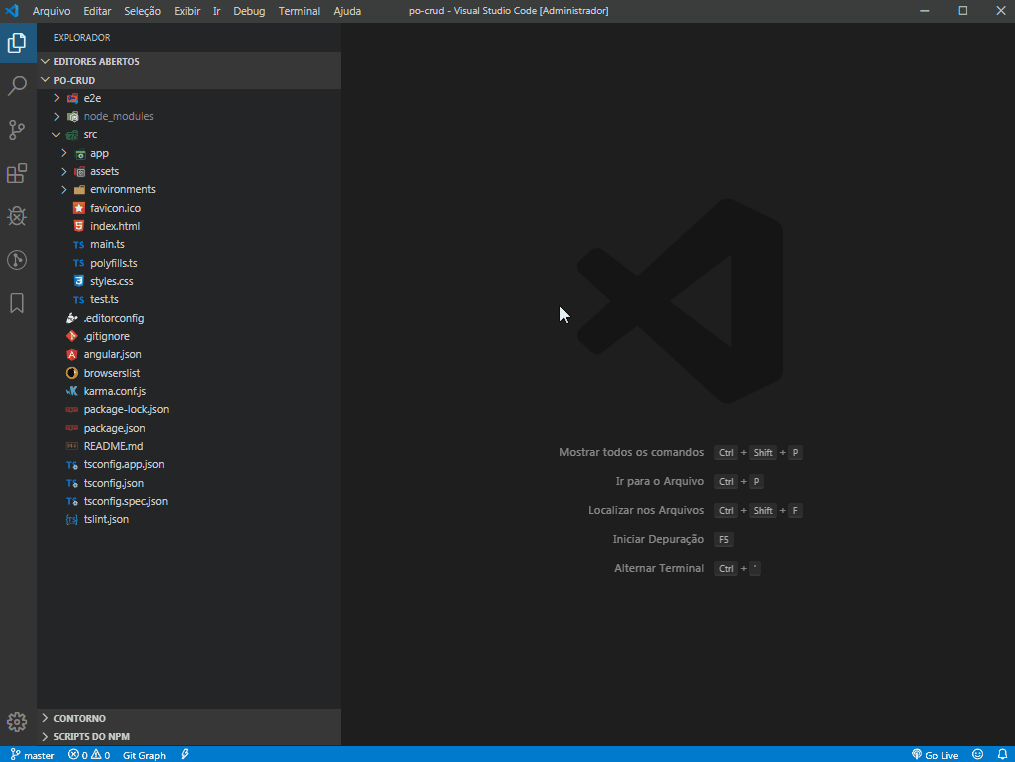 Arquivo Editar Seleção Exibir Ir Debug Terminal Ajuda po-crud - Visual Studio Code [Administrador]
EXPLORADOR
EDITORES ABERTOS
PO-CRUD
e2e
node_modules
src
app
assets
environments
favicon.ico
index.html
TS main.ts
TS polyfills.ts
styles.css
TS test.ts
.editorconfig
.gitignore
angular.json
browserslist
karma.conf.js
package-lock.json
package.json
README.md
tsconfig.app.json
tsconfig.json
tsconfig.spec.json
tslint.json
Mostrar todos os comandos Ctrl + Shift + P
Ir para o Arquivo Ctrl + P
Localizar nos Arquivos Ctrl + Shift + F
Iniciar Depuração F5
Alternar Terminal Ctrl + '
CONTORNO
SCRIPTS DO NPM
master 0 0 Git Graph Go Live